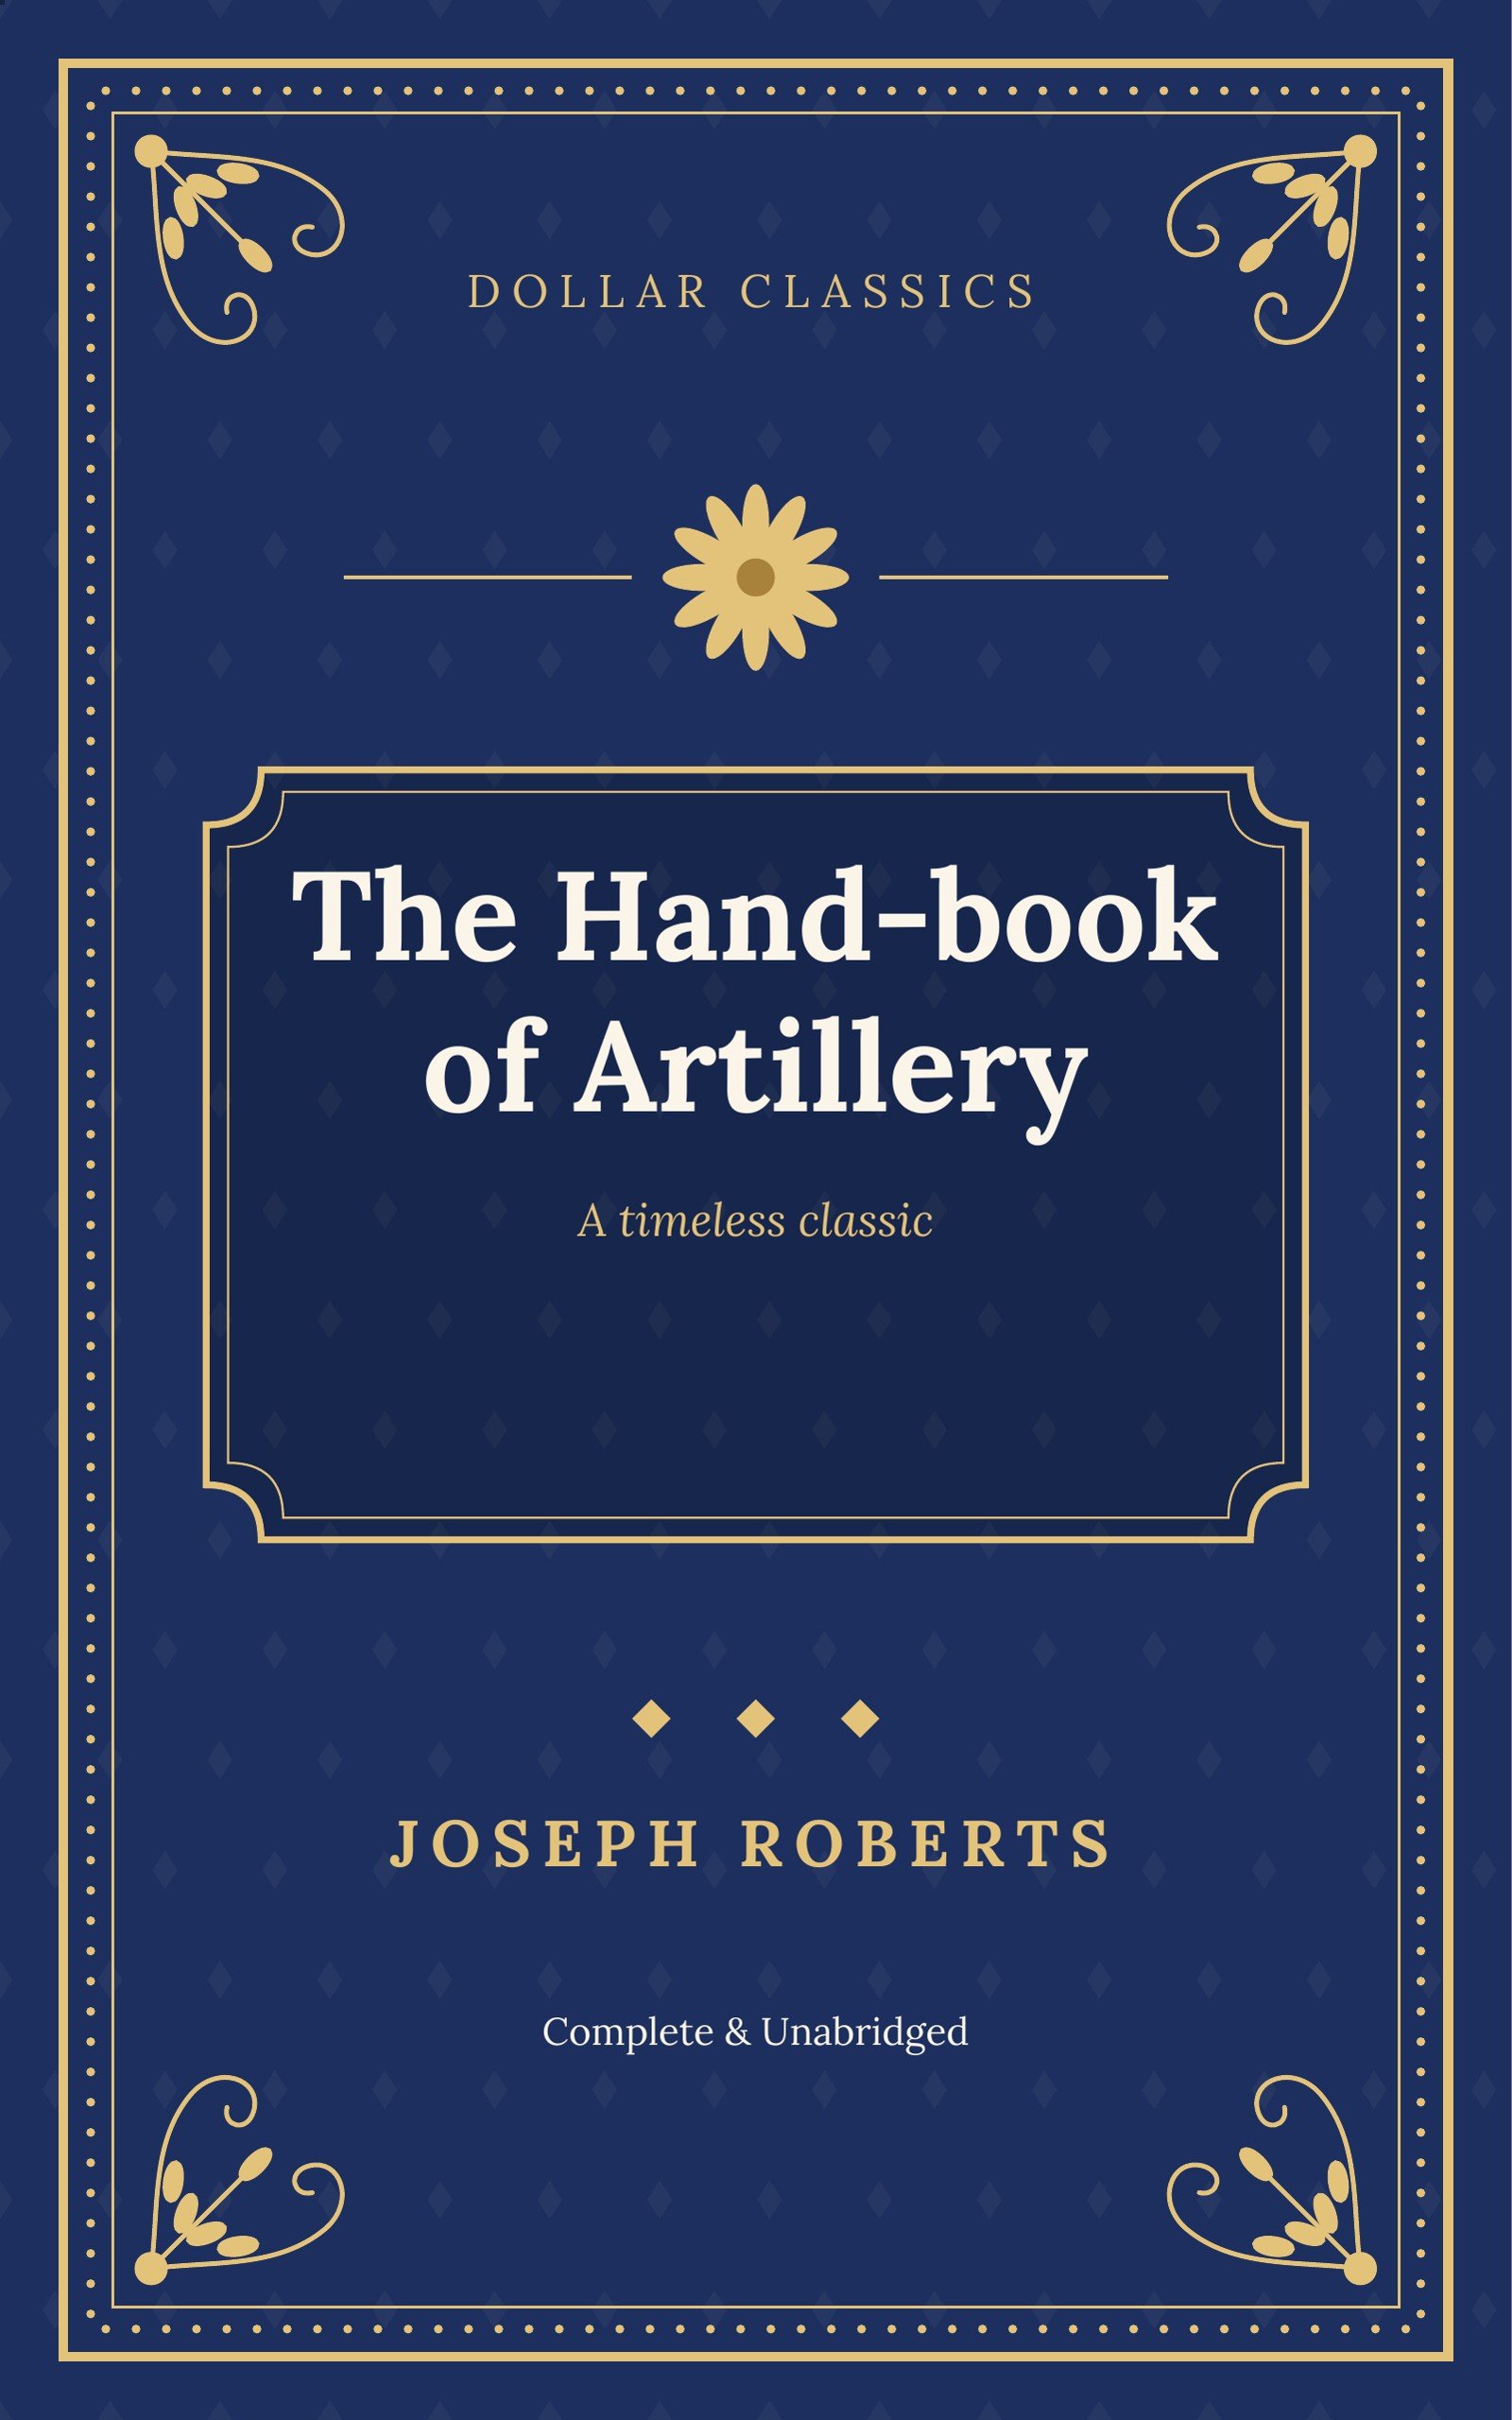 DOLLAR CLASSICS
The Hand-book
of Artillery
A timeless classic
JOSEPH ROBERTS
Complete & Unabridged